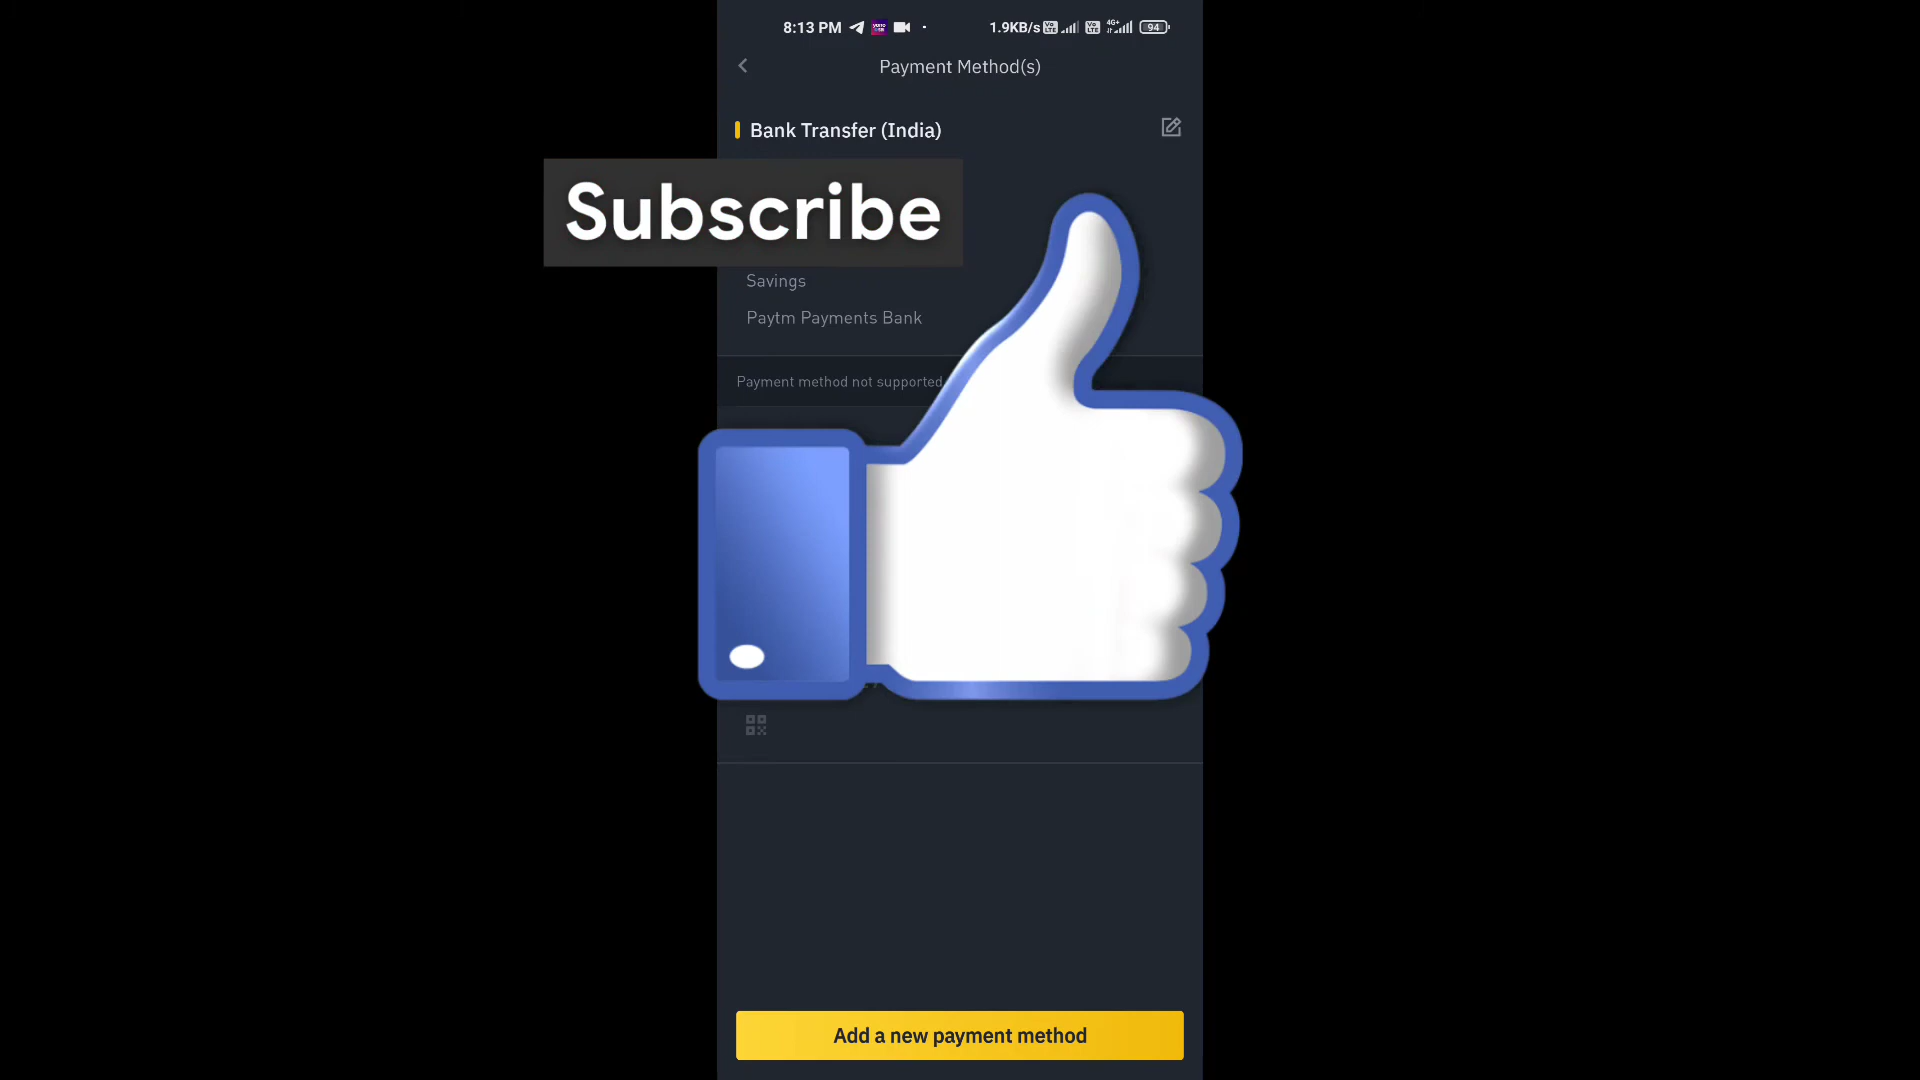 8:13 PM 1.9KB/s 4G+ 94
Payment Method(s)
Bank Transfer (India)
Subscribe
Savings
Paytm Payments Bank
Payment method not supported
Add a new payment method